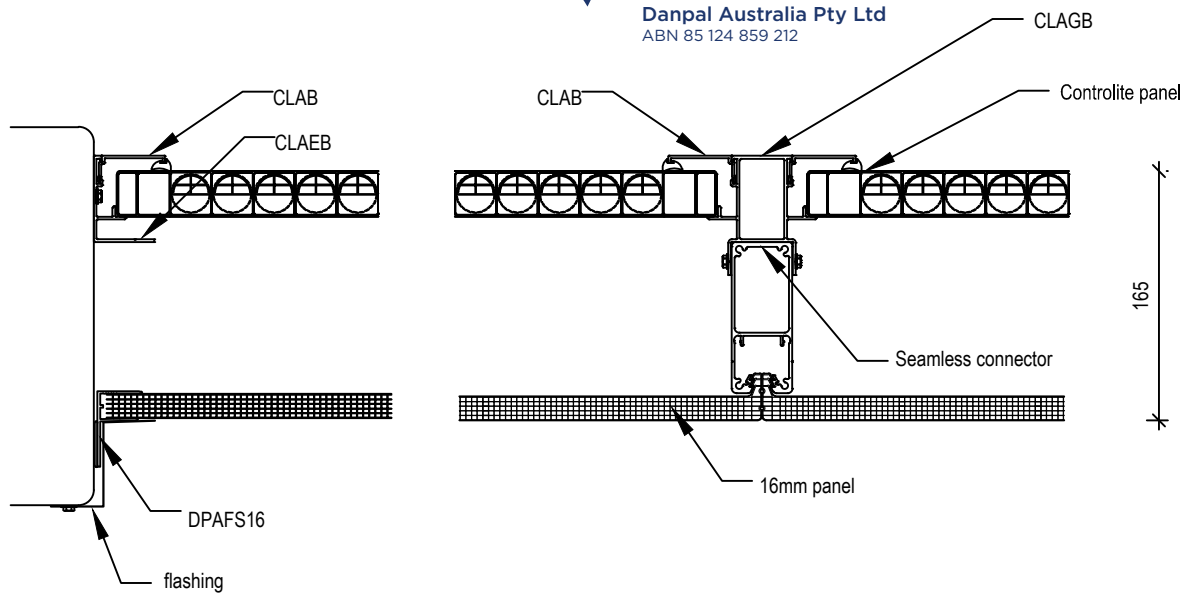 Danpal Australia Pty Ltd
ABN 85 124 859 212
CLAGB
CLAB
CLAB
Controlite panel
CLAEB
165
Seamless connector
16mm panel
DPAFS16
flashing